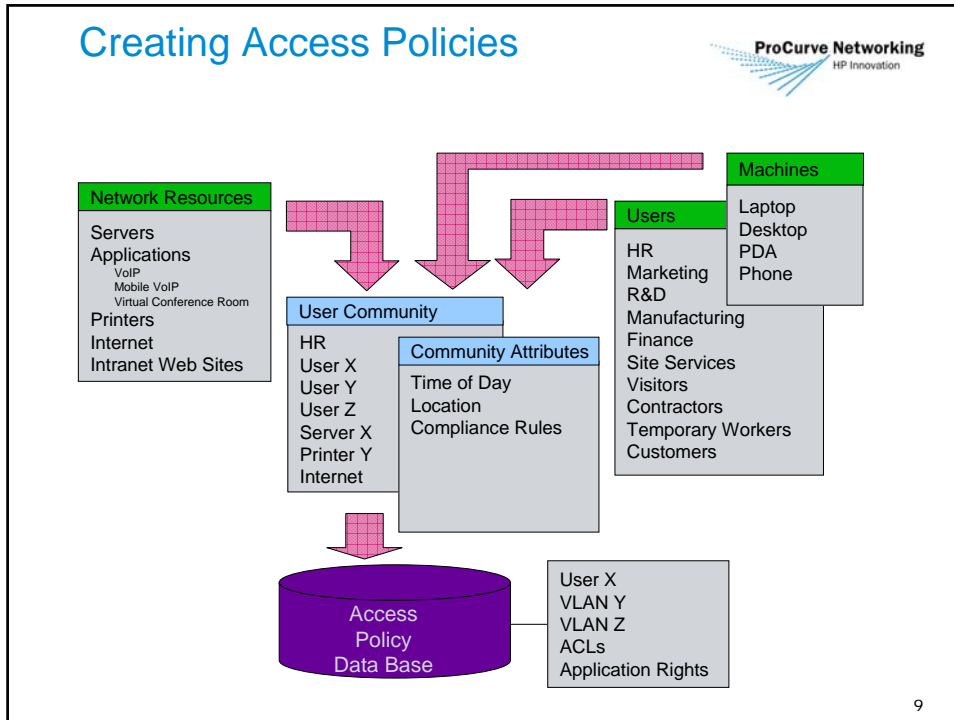 Creating Access Policies
ProCurve Networking
HP Innovation
Network Resources
Servers
Applications
VoIP
Mobile VoIP
Virtual Conference Room
Printers
Internet
Intranet Web Sites
Machines
Laptop
Desktop
PDA
Phone
Users
HR
Marketing
R&D
Manufacturing
Finance
Site Services
Visitors
Contractors
Temporary Workers
Customers
User Community
HR
User X
User Y
User Z
Server X
Printer Y
Internet
Community Attributes
Time of Day
Location
Compliance Rules
Access
Policy
Data Base
User X
VLAN Y
VLAN Z
ACLs
Application Rights
9